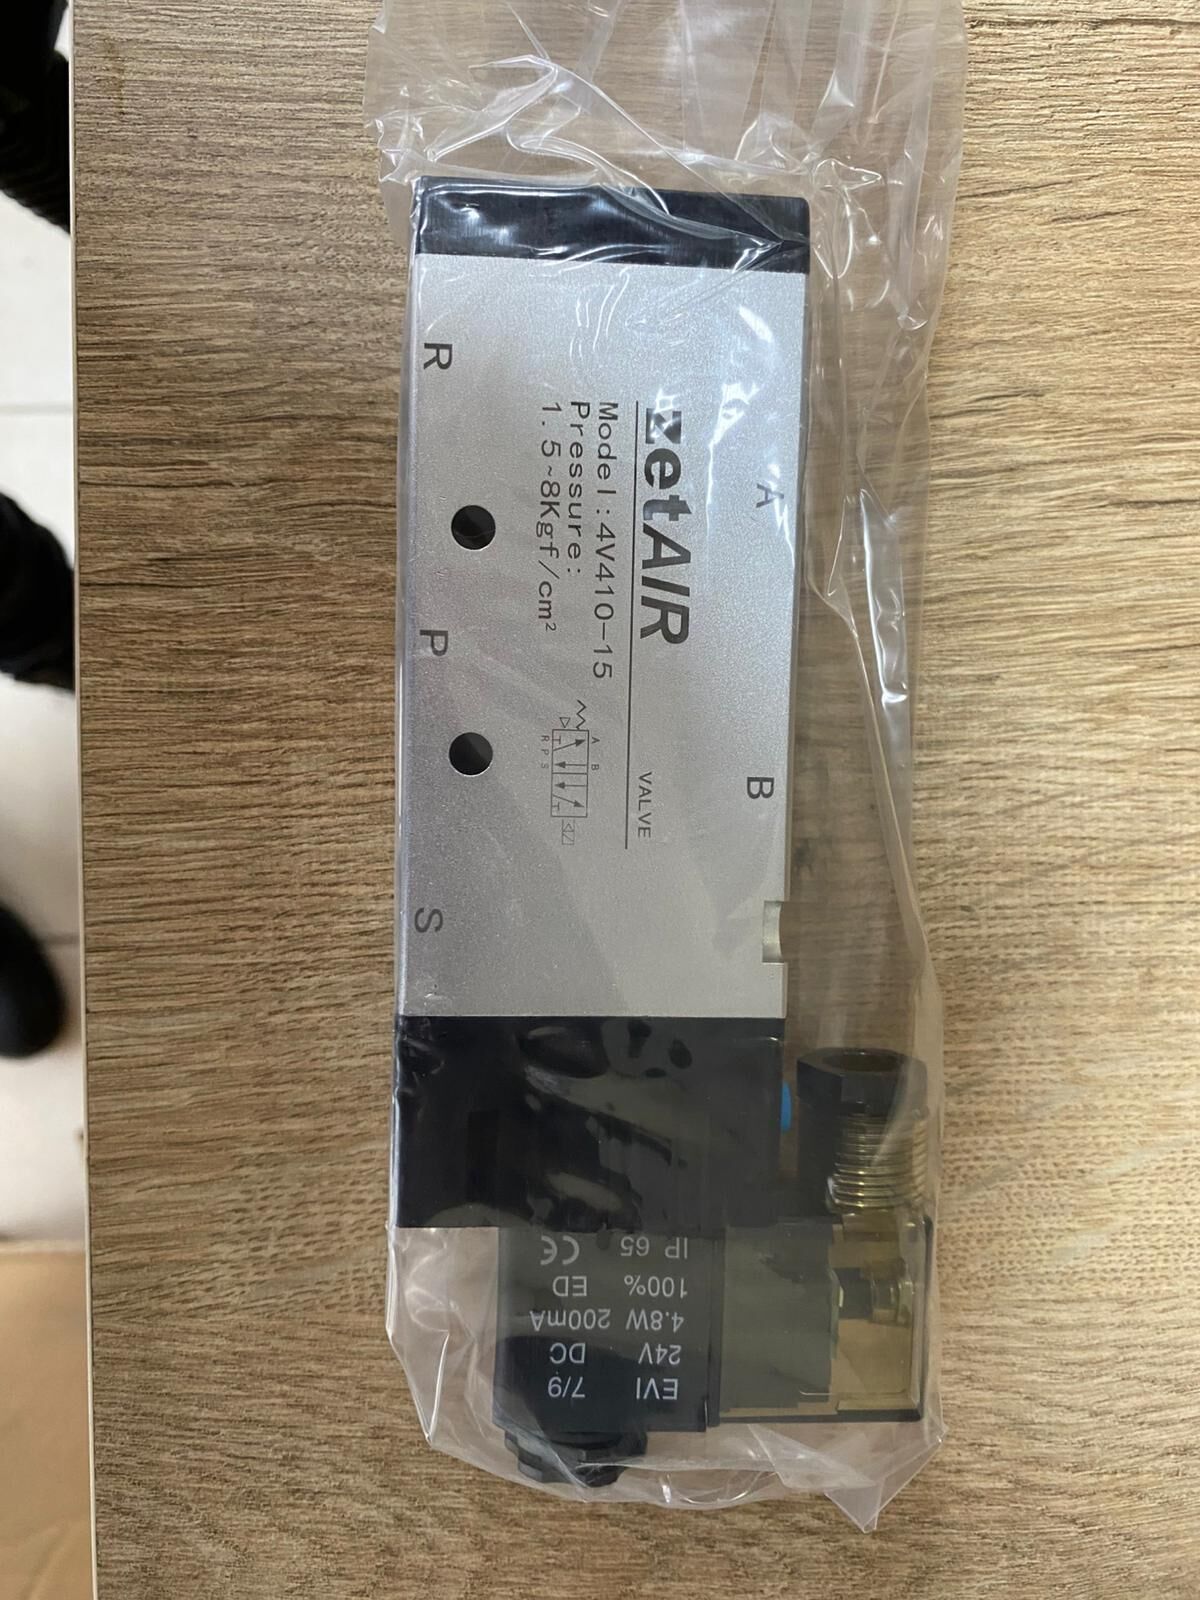 A
B
ZetAIR
VALVE
Model:4V410-15
Pressure:
1.5~8Kgf/cm²
A B
R P S
R
P
S
EVI 7/9
24V DC
4.8W 200mA
100% ED
IP 65 CE